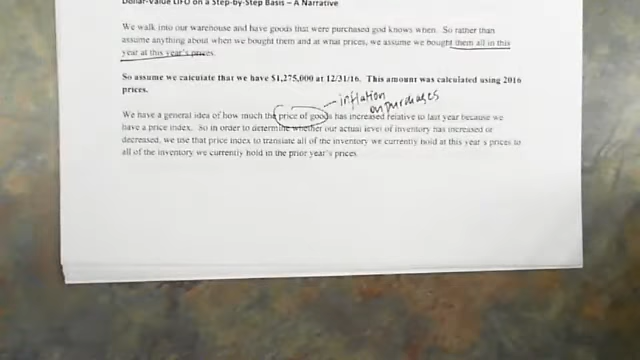 Dollar-Value LIFO on a Step-by-Step Basis – A Narrative
We walk into our warehouse and have goods that were purchased god knows when. So rather than
assume anything about when we bought them and at what prices, we assume we bought them all in this
year at this year's prices.
So assume we calculate that we have $1,275,000 at 12/31/16. This amount was calculated using 2016
prices.
inflation
on purchases
We have a general idea of how much the price of goods has increased relative to last year because we
have a price index. So in order to determine whether our actual level of inventory has increased or
decreased, we use that price index to translate all of the inventory we currently hold at this year's prices to
all of the inventory we currently hold in the prior year's prices